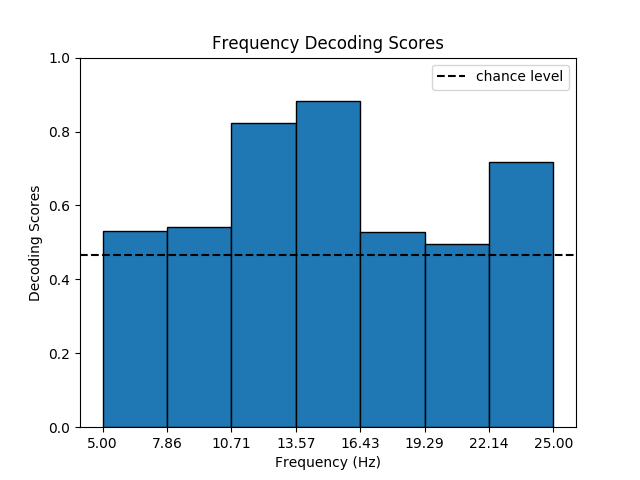 Frequency Decoding Scores
chance level
1.0
0.8
0.6
0.4
0.2
0.0
Decoding Scores
5.00 7.86 10.71 13.57 16.43 19.29 22.14 25.00
Frequency (Hz)